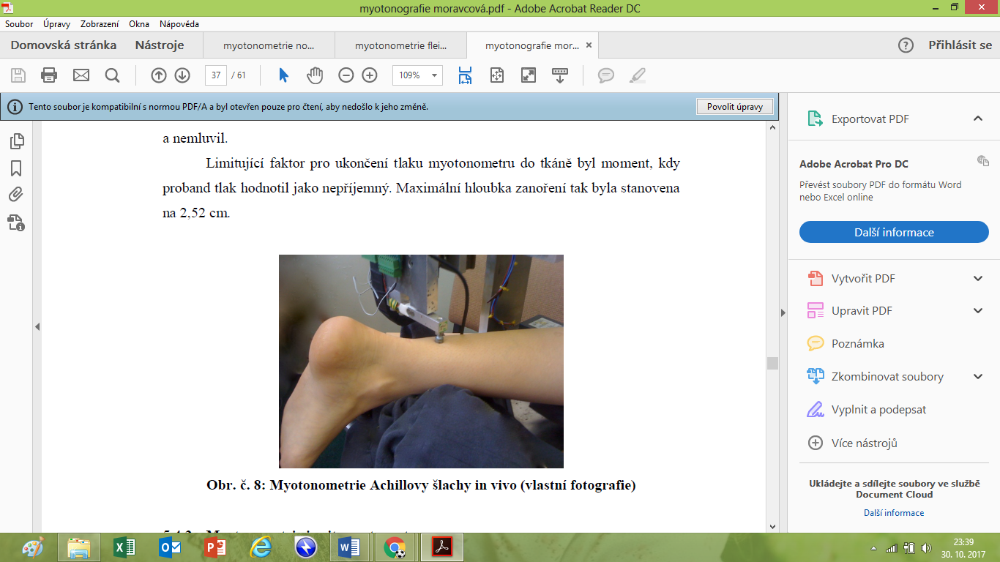 myotonografie moravcová.pdf - Adobe Acrobat Reader DC
Soubor Úpravy Zobrazení Okna Nápověda
Domovská stránka Nástroje myotonometrie no... myotonometrie flei... myotonografie mor... Přihlásit se
37 / 61 109%
Tento soubor je kompatibilní s normou PDF/A a byl otevřen pouze pro čtení, aby nedošlo k jeho změně. Povolit úpravy
a nemluvil.
Limitující faktor pro ukončení tlaku myotonometru do tkáně byl moment, kdy
proband tlak hodnotil jako nepříjemný. Maximální hloubka zanoření tak byla stanovena
na 2,52 cm.
Obr. č. 8: Myotonometrie Achillovy šlachy in vivo (vlastní fotografie)
Exportovat PDF
Adobe Acrobat Pro DC
Převést soubory PDF do formátu Word
nebo Excel online
Další informace
Vytvořit PDF
Upravit PDF
Poznámka
Zkombinovat soubory
Vyplnit a podepsat
Více nástrojů
Ukládejte a sdílejte soubory ve službě
Document Cloud
Další informace
23:39
30. 10. 2017